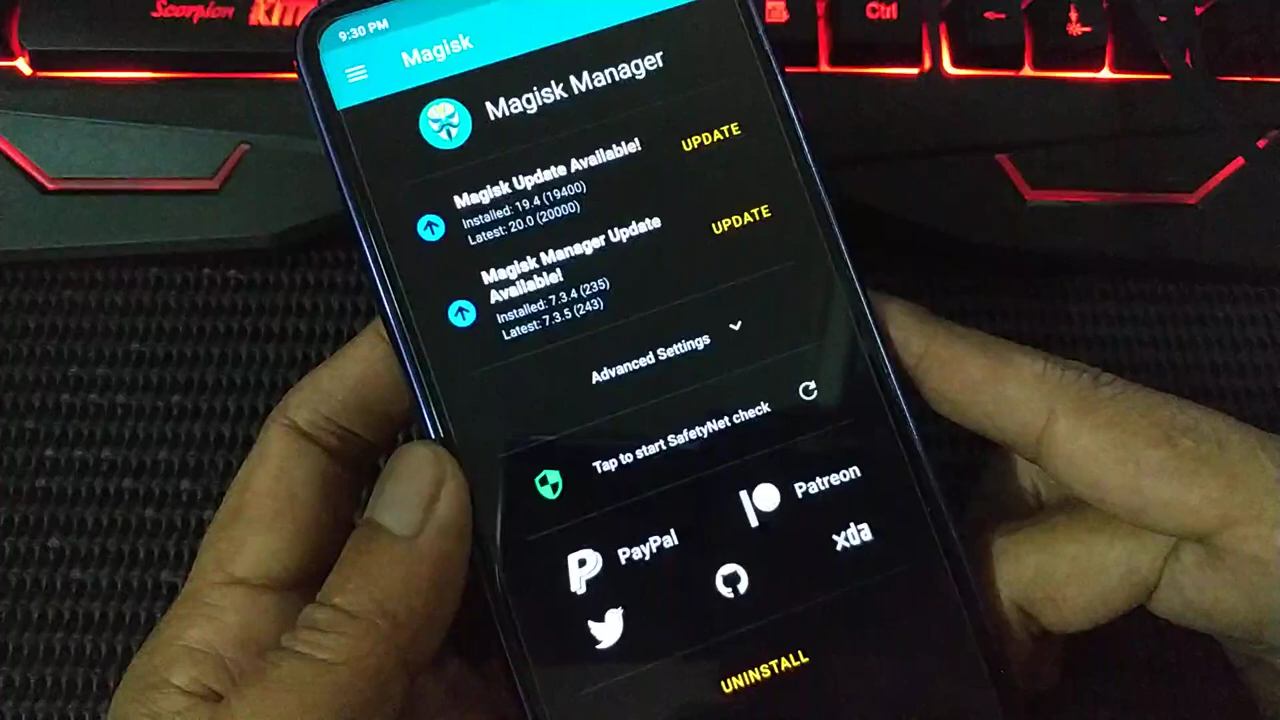 Scorpion
Ctrl
9:30 PM
Magisk
Magisk Manager
Magisk Update Available!
Installed: 19.4 (19400)
Latest: 20.0 (20000)
UPDATE
Magisk Manager Update
Available!
Installed: 7.3.4 (235)
Latest: 7.3.5 (243)
UPDATE
Advanced Settings
Tap to start SafetyNet check
PayPal
Patreon
xda
UNINSTALL